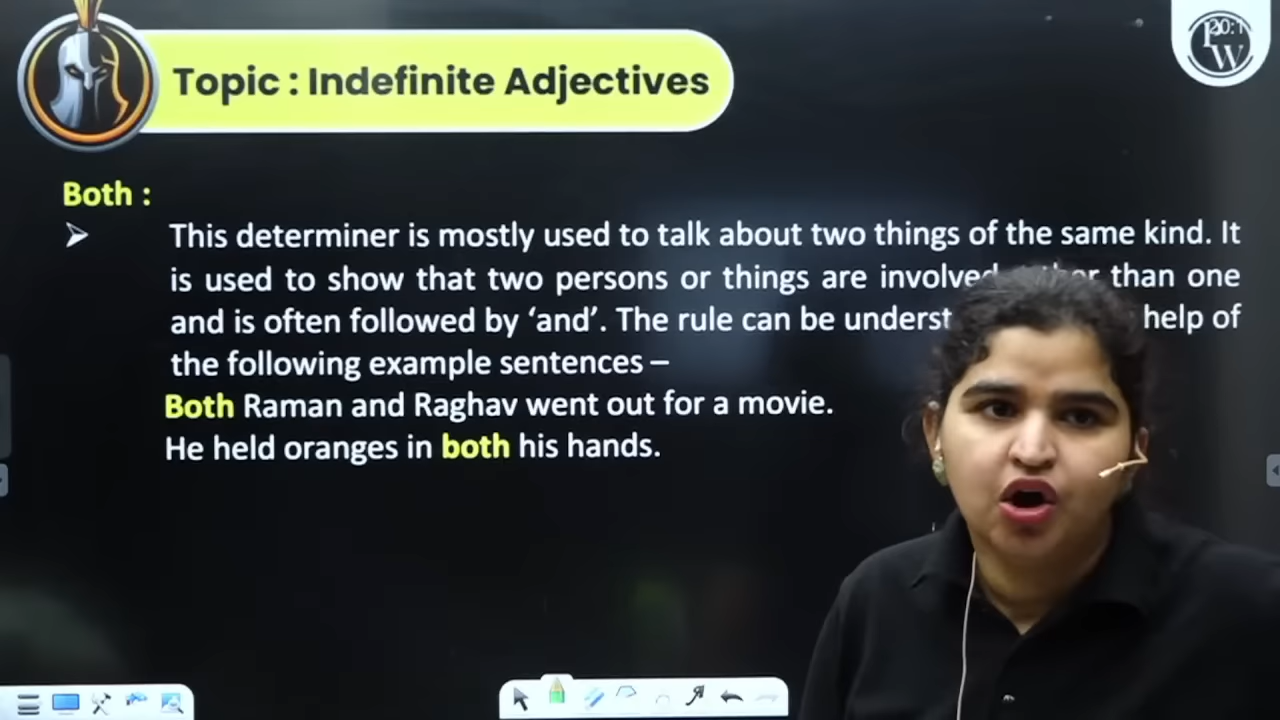 Topic : Indefinite Adjectives
20:1
PW
Both :
This determiner is mostly used to talk about two things of the same kind. It
is used to show that two persons or things are involved than one
and is often followed by ‘and’. The rule can be underst help of
the following example sentences –
Both Raman and Raghav went out for a movie.
He held oranges in both his hands.